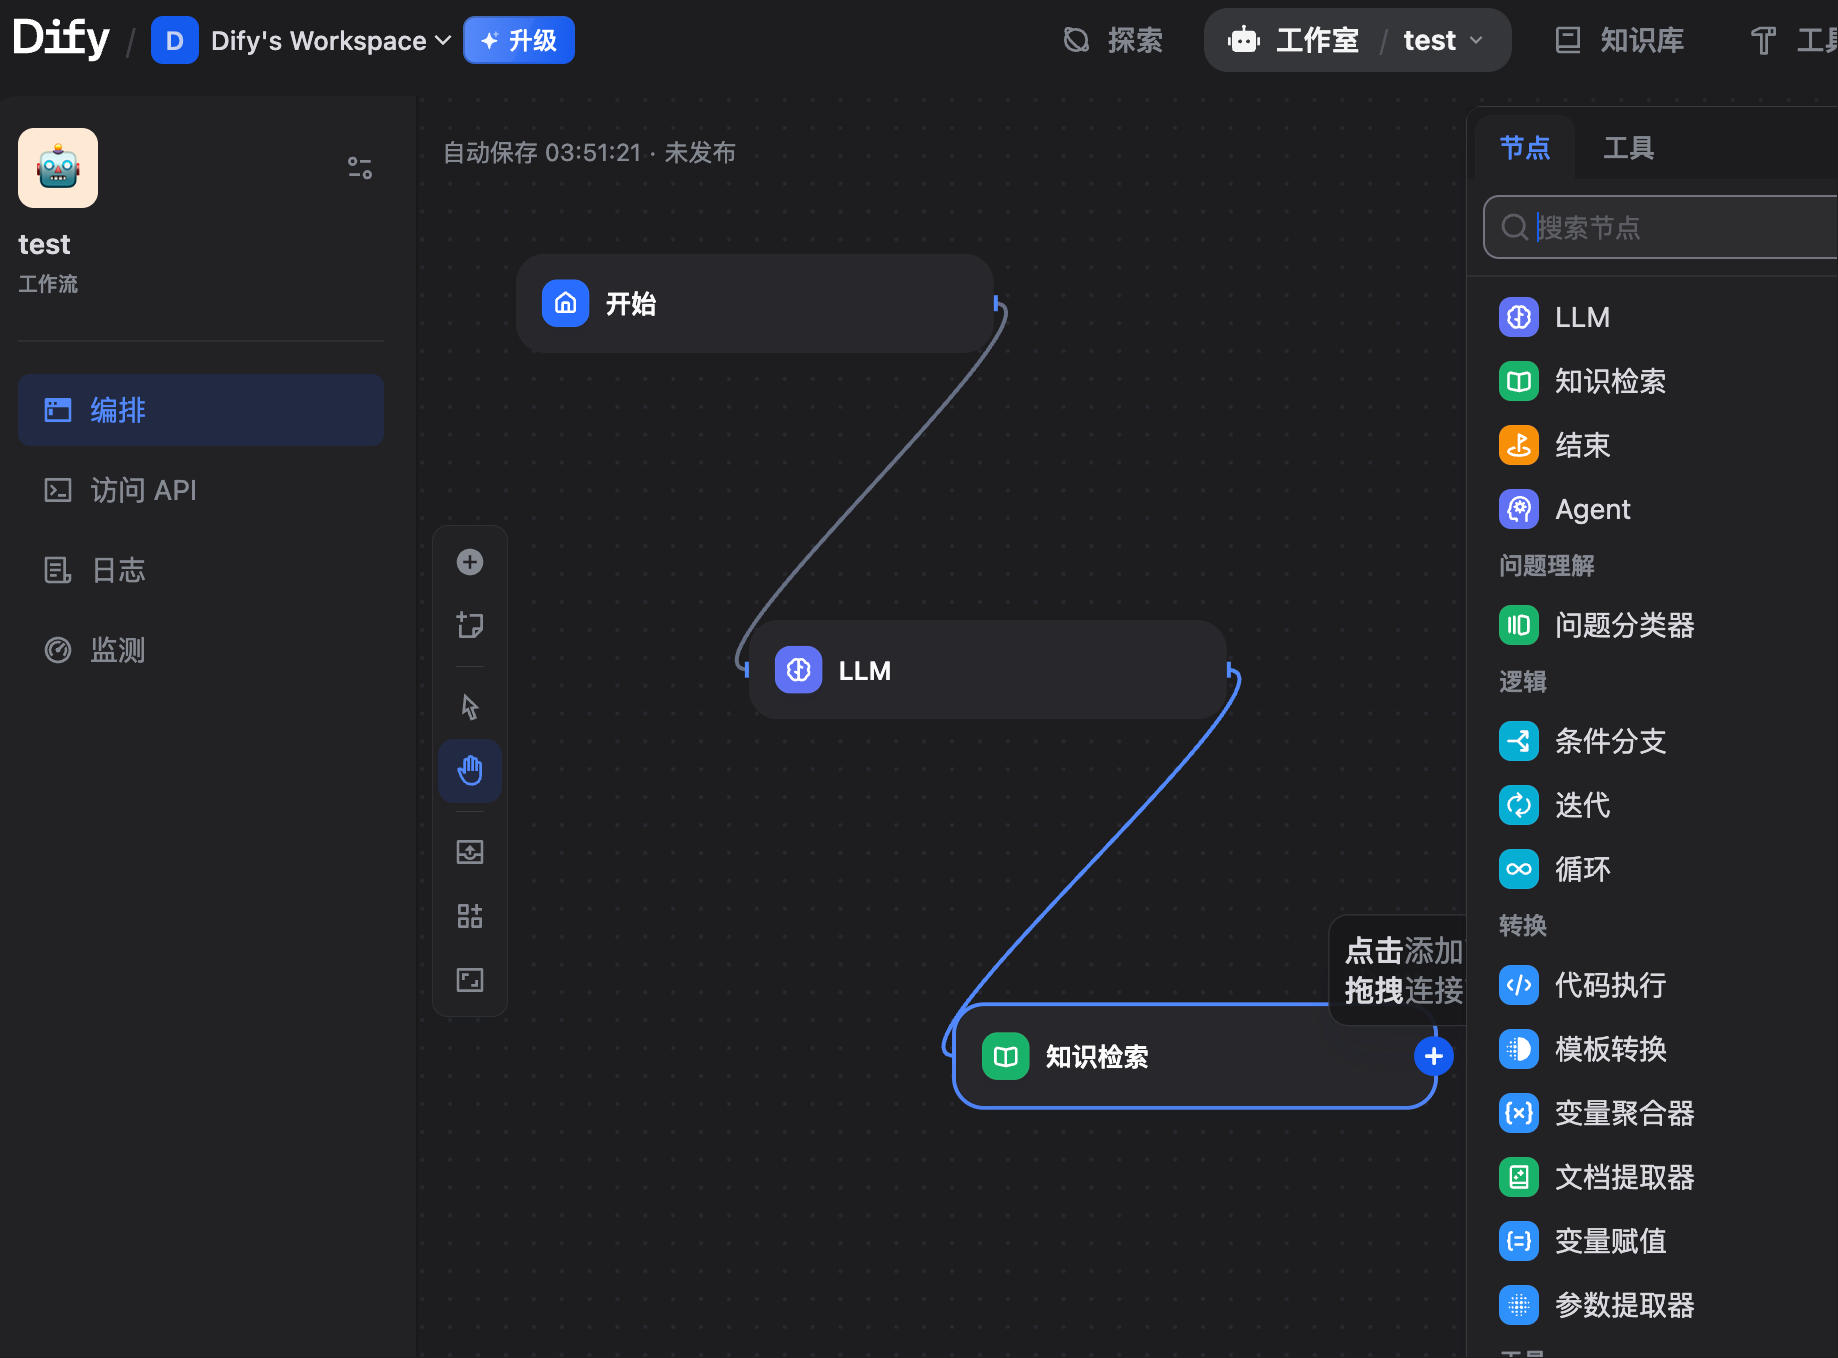 Dify / D Dify's Workspace 升级
探索
工作室 / test
知识库
工具
test
工作流
编排
访问 API
日志
监测
自动保存 03:51:21 · 未发布
开始
LLM
知识检索
点击添加
拖拽连接
节点
工具
搜索节点
LLM
知识检索
结束
Agent
问题理解
问题分类器
逻辑
条件分支
迭代
循环
转换
代码执行
模板转换
变量聚合器
文档提取器
变量赋值
参数提取器
工具